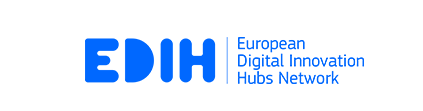 EDIH
European
Digital Innovation
Hubs Network